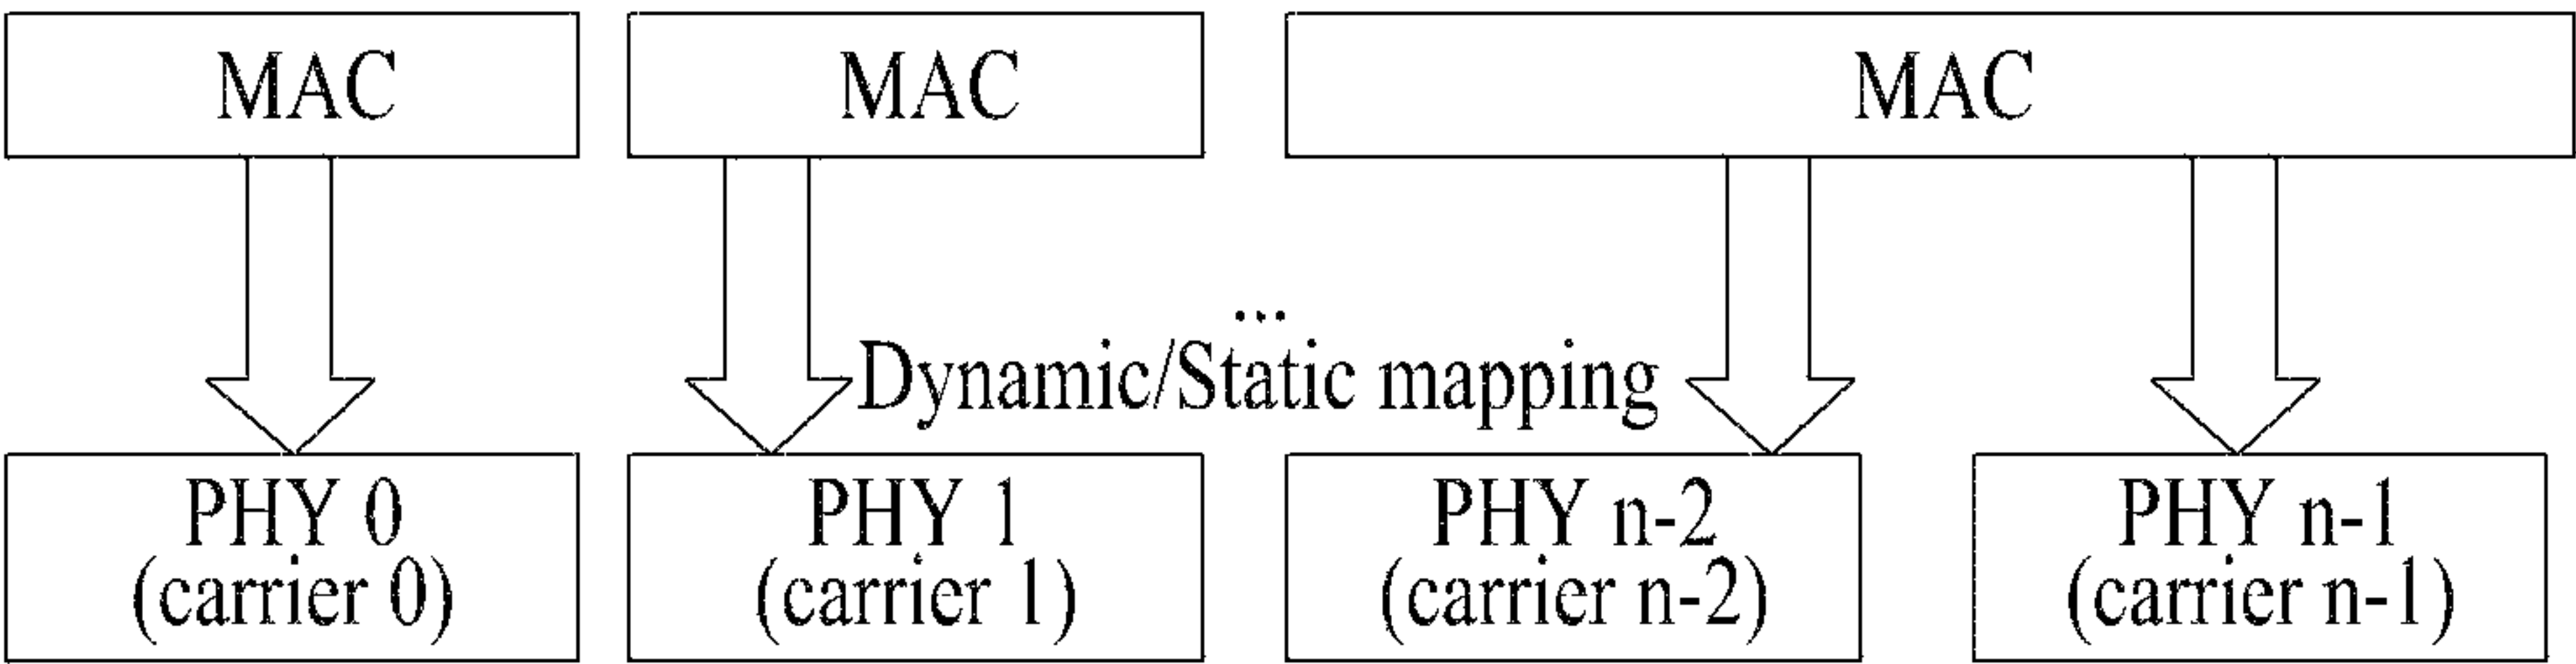 MAC
MAC
MAC
...
Dynamic/Static mapping
PHY 0
(carrier 0)
PHY 1
(carrier 1)
PHY n-2
(carrier n-2)
PHY n-1
(carrier n-1)